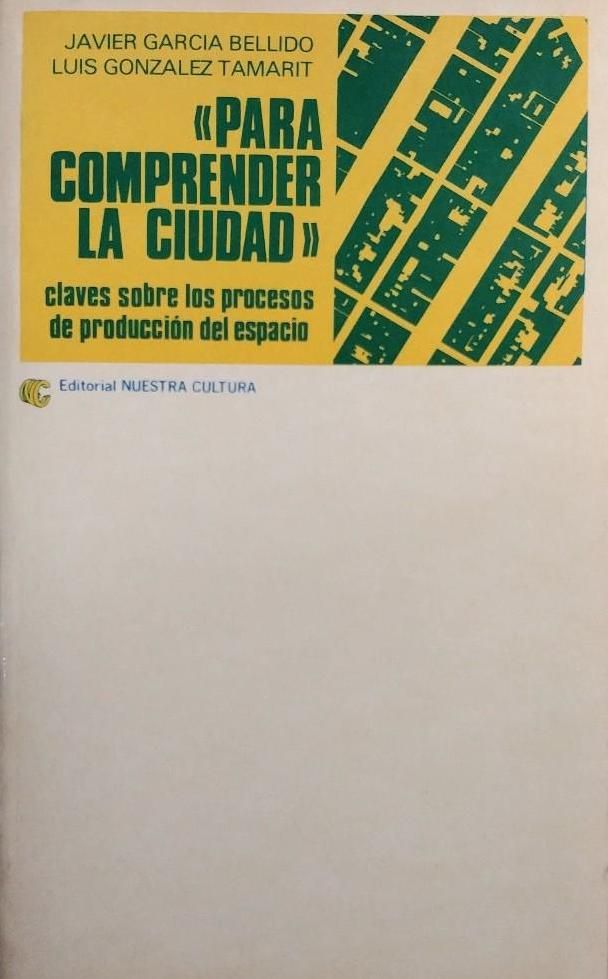 JAVIER GARCIA BELLIDO
LUIS GONZALEZ TAMARIT
«PARA
COMPRENDER
LA CIUDAD»
claves sobre los procesos
de producción del espacio
NC Editorial NUESTRA CULTURA